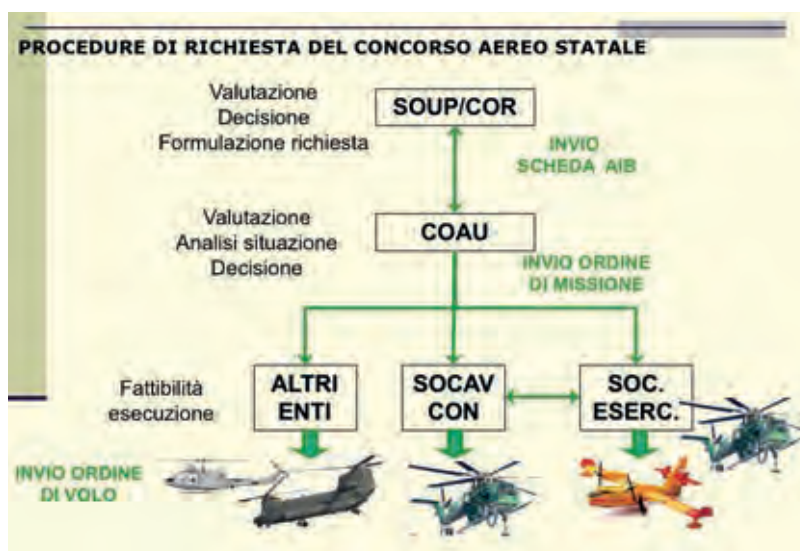 PROCEDURE DI RICHIESTA DEL CONCORSO AEREO STATALE
Valutazione
Decisione
Formulazione richiesta
SOUP/COR
INVIO
SCHEDA AIB
Valutazione
Analisi situazione
Decisione
COAU
INVIO ORDINE
DI MISSIONE
Fattibilità
esecuzione
ALTRI
ENTI
SOCAV
CON
SOC.
ESERC.
INVIO ORDINE
DI VOLO